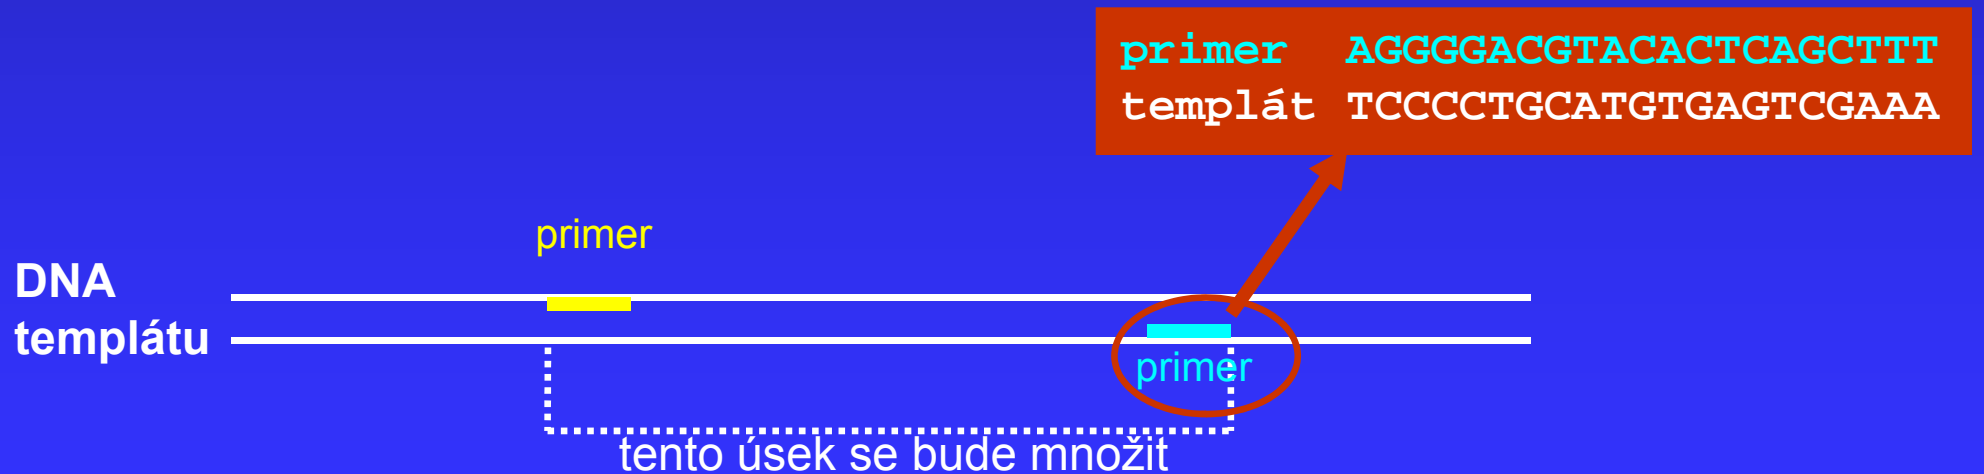 primer AGGGGACGTACACTCAGCTTT
templát TCCCCTGCATGTGAGTCGAAA
primer
DNA
templátu
primer
tento úsek se bude množit